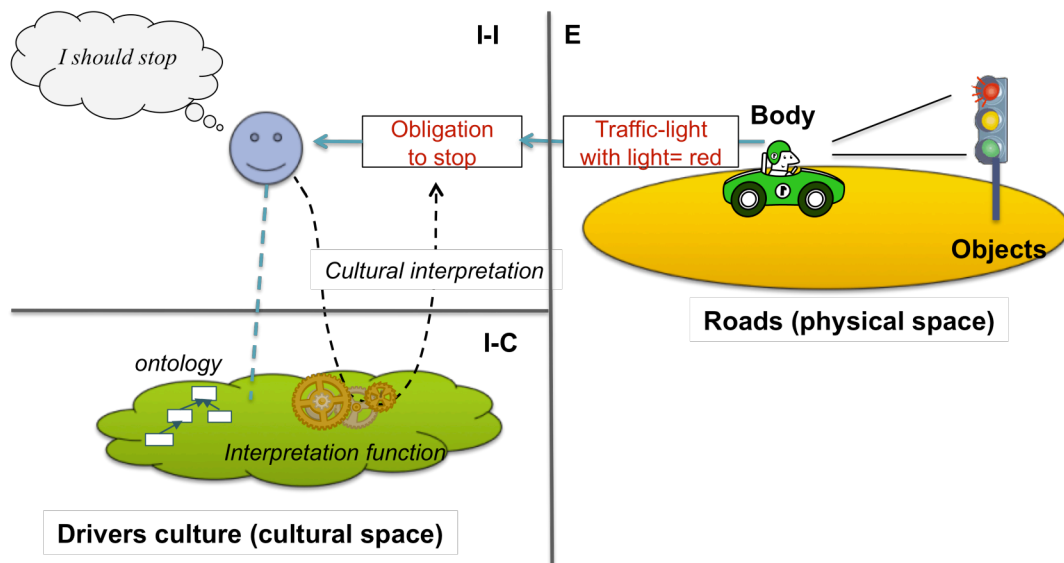 I should stop
I-I
E
Obligation
to stop
Traffic-light
with light= red
Body
Objects
Cultural interpretation
Roads (physical space)
I-C
ontology
Interpretation function
Drivers culture (cultural space)